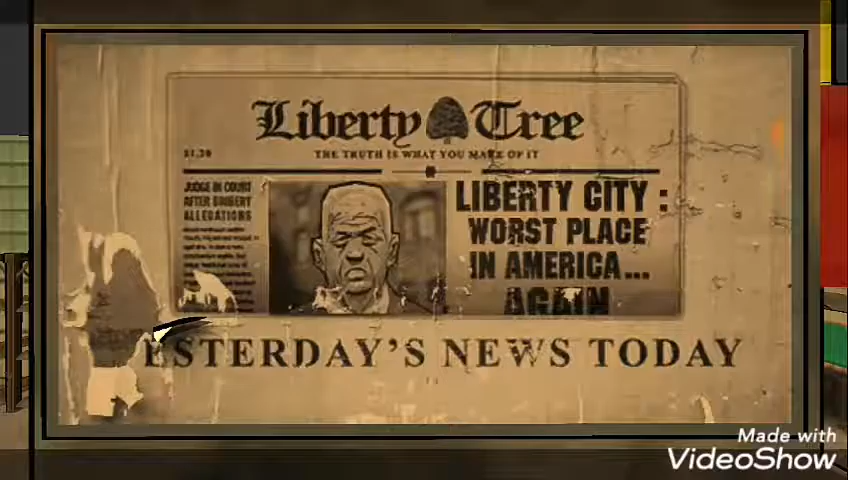 Liberty Tree
$1.20
THE TRUTH IS WHAT YOU MAKE OF IT
JUDGE IN COURT
AFTER BRIBERY
ALLEGATIONS
LIBERTY CITY :
WORST PLACE
IN AMERICA...
AGAIN
ESTERDAY'S NEWS TODAY
Made with
VideoShow